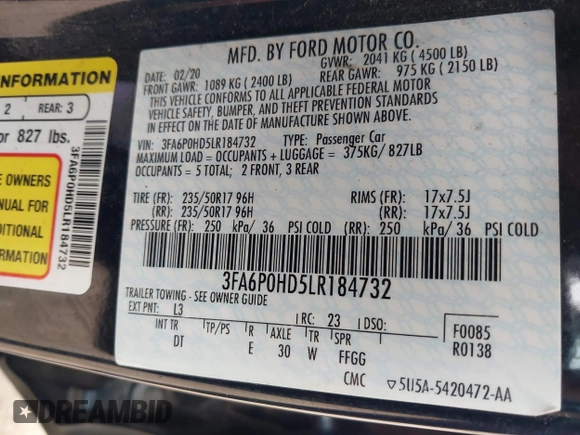 INFORMATION
2 REAR: 3
or 827 lbs.
E OWNERS
NUAL FOR
DITIONAL
ORMATION
3FA6P0HD5LR184732
MFD. BY FORD MOTOR CO.
DATE: 02/20 GVWR: 2041 KG ( 4500 LB)
FRONT GAWR: 1089 KG ( 2400 LB) REAR GAWR: 975 KG ( 2150 LB)
THIS VEHICLE CONFORMS TO ALL APPLICABLE FEDERAL MOTOR
VEHICLE SAFETY, BUMPER, AND THEFT PREVENTION STANDARDS
IN EFFECT ON THE DATE OF MANUFACTURE SHOWN ABOVE.
VIN: 3FA6P0HD5LR184732 TYPE: Passenger Car
MAXIMUM LOAD = OCCUPANTS + LUGGAGE = 375KG/ 827LB
OCCUPANTS = 5 TOTAL; 2 FRONT, 3 REAR
TIRE (FR): 235/50R17 96H RIMS (FR): 17x7.5J
(RR): 235/50R17 96H (RR): 17x7.5J
PRESSURE (FR): 250 kPa/ 36 PSI COLD (RR): 250 kPa/ 36 PSI COLD
3FA6P0HD5LR184732
TRAILER TOWING - SEE OWNER GUIDE
EXT PNT: L3 RC: 23 DSO: F0085
INT TR TP/PS R AXLE TR SPR R0138
DT E 30 W FFGG
CMC ▽5U5A-5420472-AA
DREAMBID